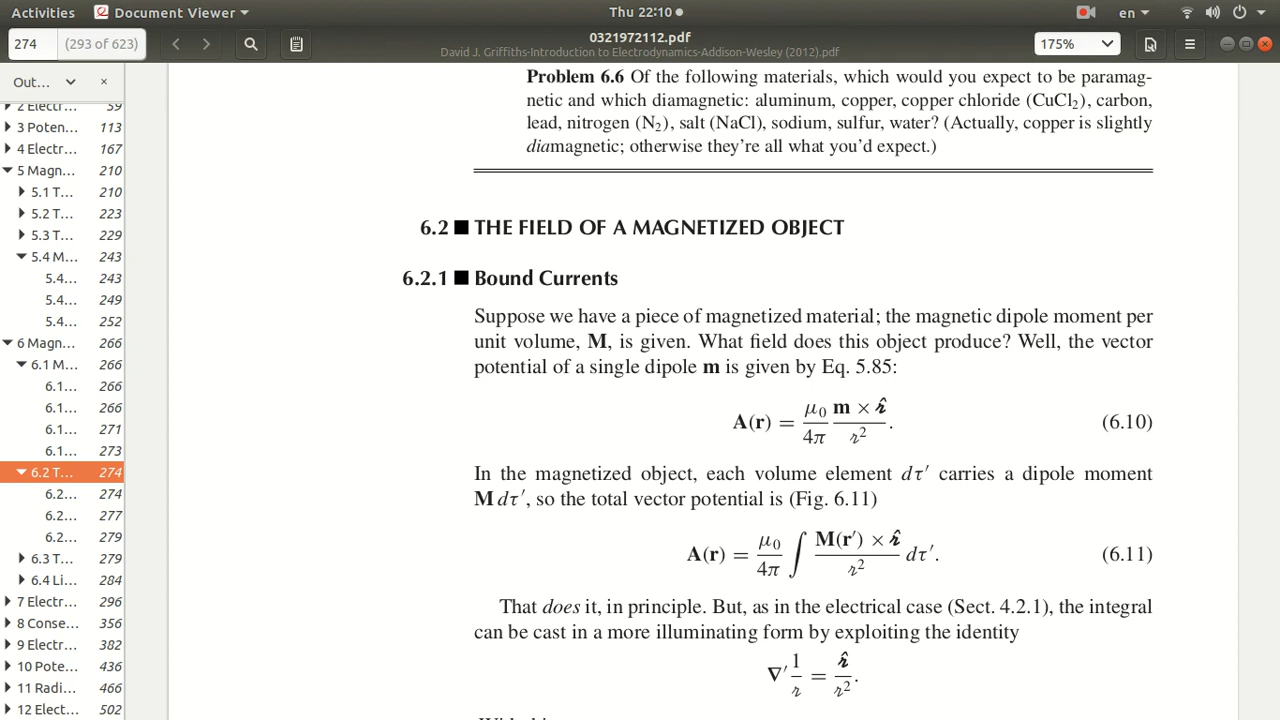 Activities Document Viewer Thu 22:10 en
274 (293 of 623) 0321972112.pdf 175%
David J. Griffiths-Introduction to Electrodynamics-Addison-Wesley (2012).pdf
Out...
2 Electr... 59
3 Poten... 113
4 Electr... 167
5 Magn... 210
5.1 T... 210
5.2 T... 223
5.3 T... 229
5.4 M... 243
5.4... 243
5.4... 249
5.4... 252
6 Magn... 266
6.1 M... 266
6.1... 266
6.1... 266
6.1... 271
6.1... 273
6.2 T... 274
6.2... 274
6.2... 277
6.2... 279
6.3 T... 279
6.4 Li... 284
7 Electr... 296
8 Conse... 356
9 Electr... 382
10 Pote... 436
11 Radi... 466
12 Elect... 502
Problem 6.6 Of the following materials, which would you expect to be paramag-
netic and which diamagnetic: aluminum, copper, copper chloride (CuCl₂), carbon,
lead, nitrogen (N₂), salt (NaCl), sodium, sulfur, water? (Actually, copper is slightly
diamagnetic; otherwise they're all what you'd expect.)
6.2 ■ THE FIELD OF A MAGNETIZED OBJECT
6.2.1 ■ Bound Currents
Suppose we have a piece of magnetized material; the magnetic dipole moment per
unit volume, M, is given. What field does this object produce? Well, the vector
potential of a single dipole m is given by Eq. 5.85:
A(r) = μ₀/4π m × 𝓇̂/𝓇². (6.10)
In the magnetized object, each volume element dτ′ carries a dipole moment
M dτ′, so the total vector potential is (Fig. 6.11)
A(r) = μ₀/4π ∫ M(r′) × 𝓇̂/𝓇² dτ′. (6.11)
That does it, in principle. But, as in the electrical case (Sect. 4.2.1), the integral
can be cast in a more illuminating form by exploiting the identity
∇′ 1/𝓇 = 𝓇̂/𝓇².